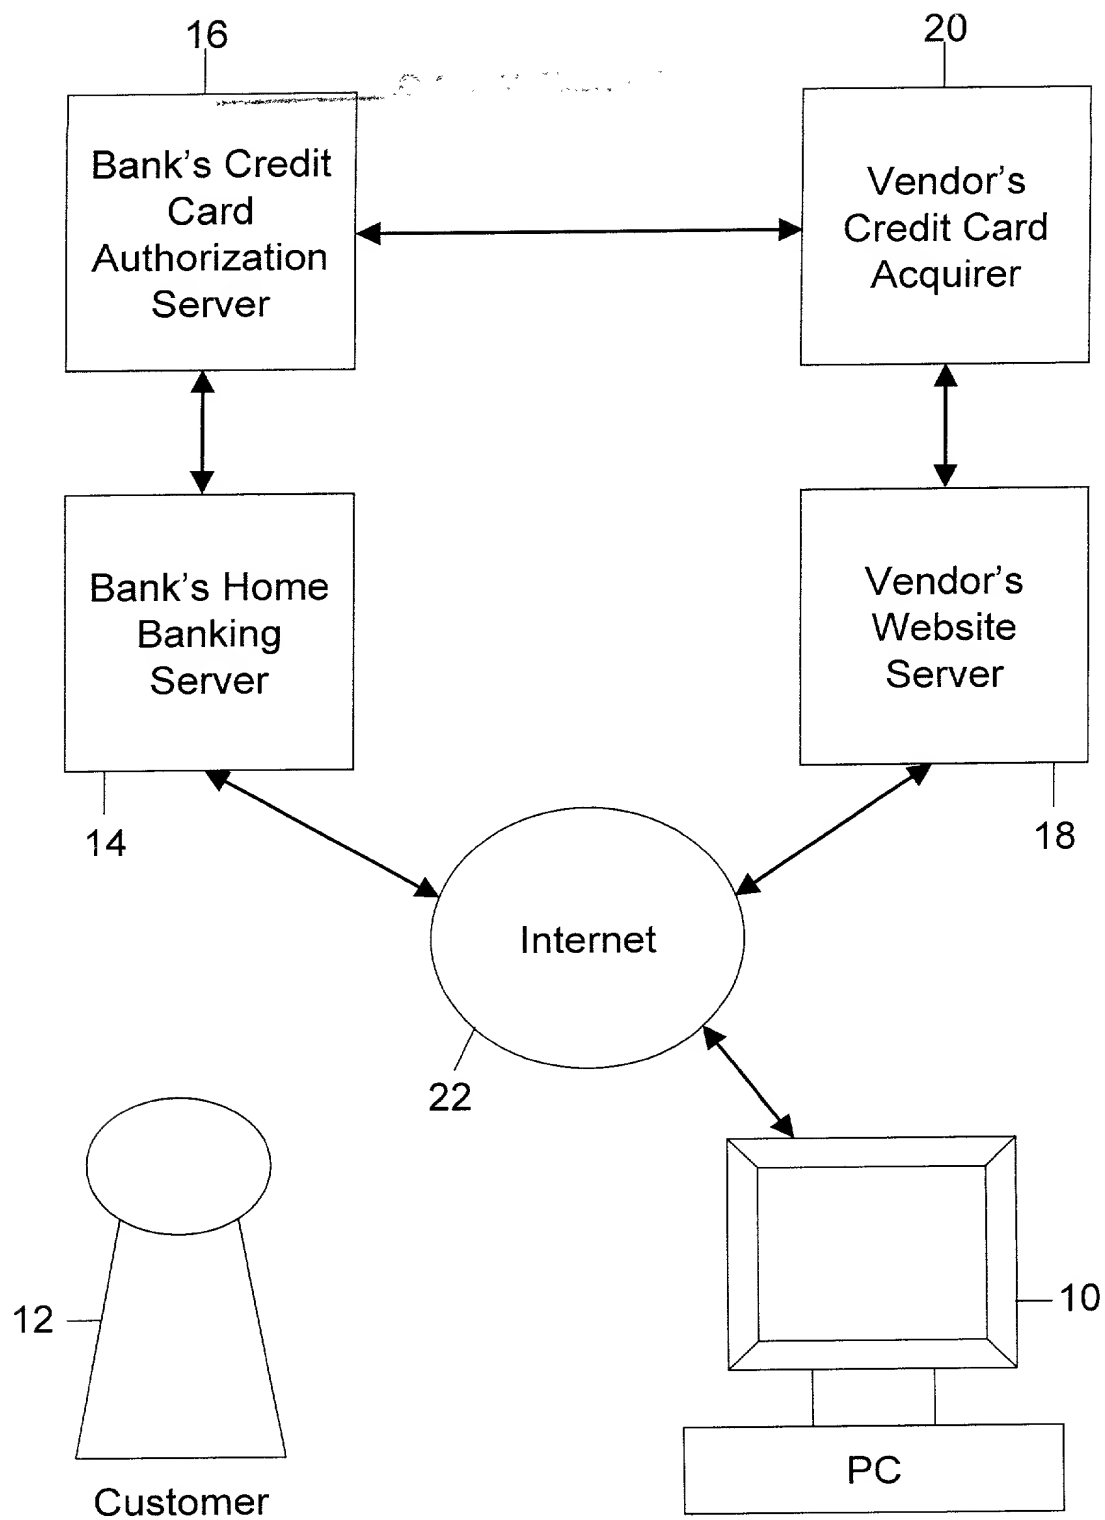 16
20
Bank's Credit
Card
Authorization
Server
Vendor's
Credit Card
Acquirer
Bank's Home
Banking
Server
Vendor's
Website
Server
14
18
Internet
22
12
10
PC
Customer